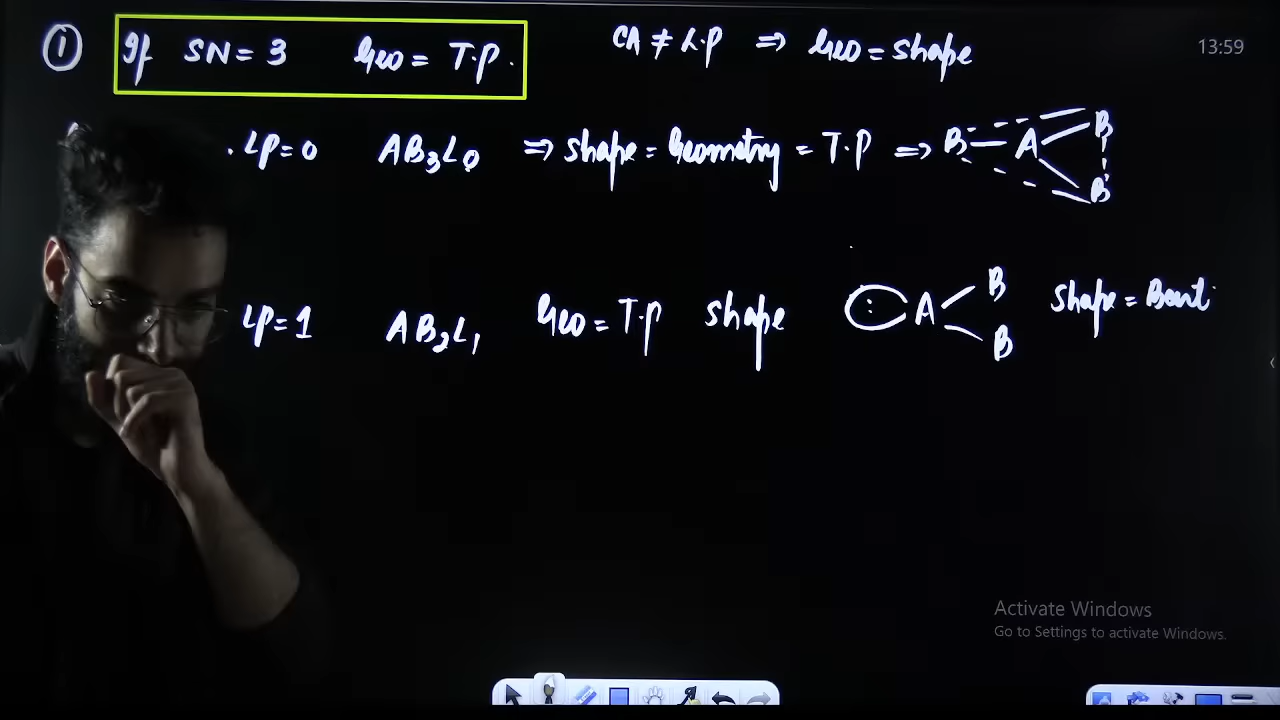 ① If SN = 3 Geo = T.P. CA ≠ L.P ⇒ Geo = shape 13:59
. LP = 0 AB₃L₀ ⇒ shape = Geometry = T.P ⇒ B A B B
LP = 1 AB₂L₁ Geo = T.P shape : A B B shape = Bent
Activate Windows
Go to Settings to activate Windows.